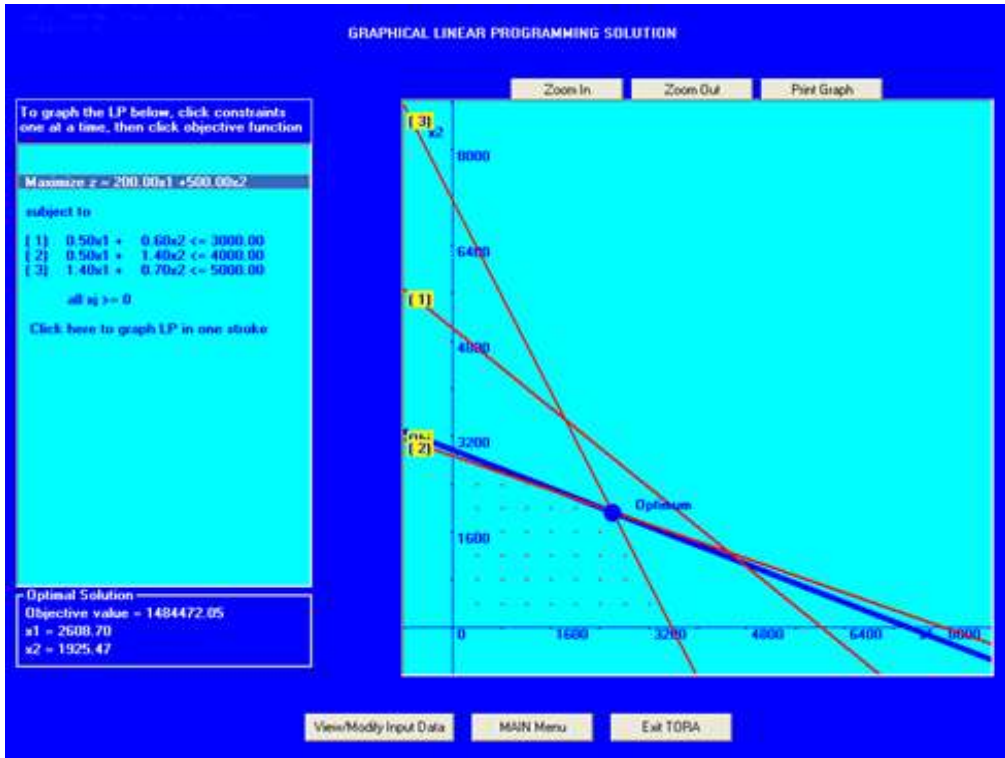 GRAPHICAL LINEAR PROGRAMMING SOLUTION
Zoom In Zoom Out Print Graph
To graph the LP below, click constraints
one at a time, then click objective function
Maximize z = 200.00x1 +500.00x2
subject to
( 1) 0.50x1 + 0.60x2 <= 3000.00
( 2) 0.50x1 + 1.40x2 <= 4000.00
( 3) 1.40x1 + 0.70x2 <= 5000.00
all xj >= 0
Click here to graph LP in one stroke
Optimal Solution
Objective value = 1484472.05
x1 = 2608.70
x2 = 1925.47
( 3)
x2
8000
6400
( 1)
4800
3200
( 2)
Optimum
1600
0 1600 3200 4800 6400 8000
View/Modify Input Data MAIN Menu Exit TORA